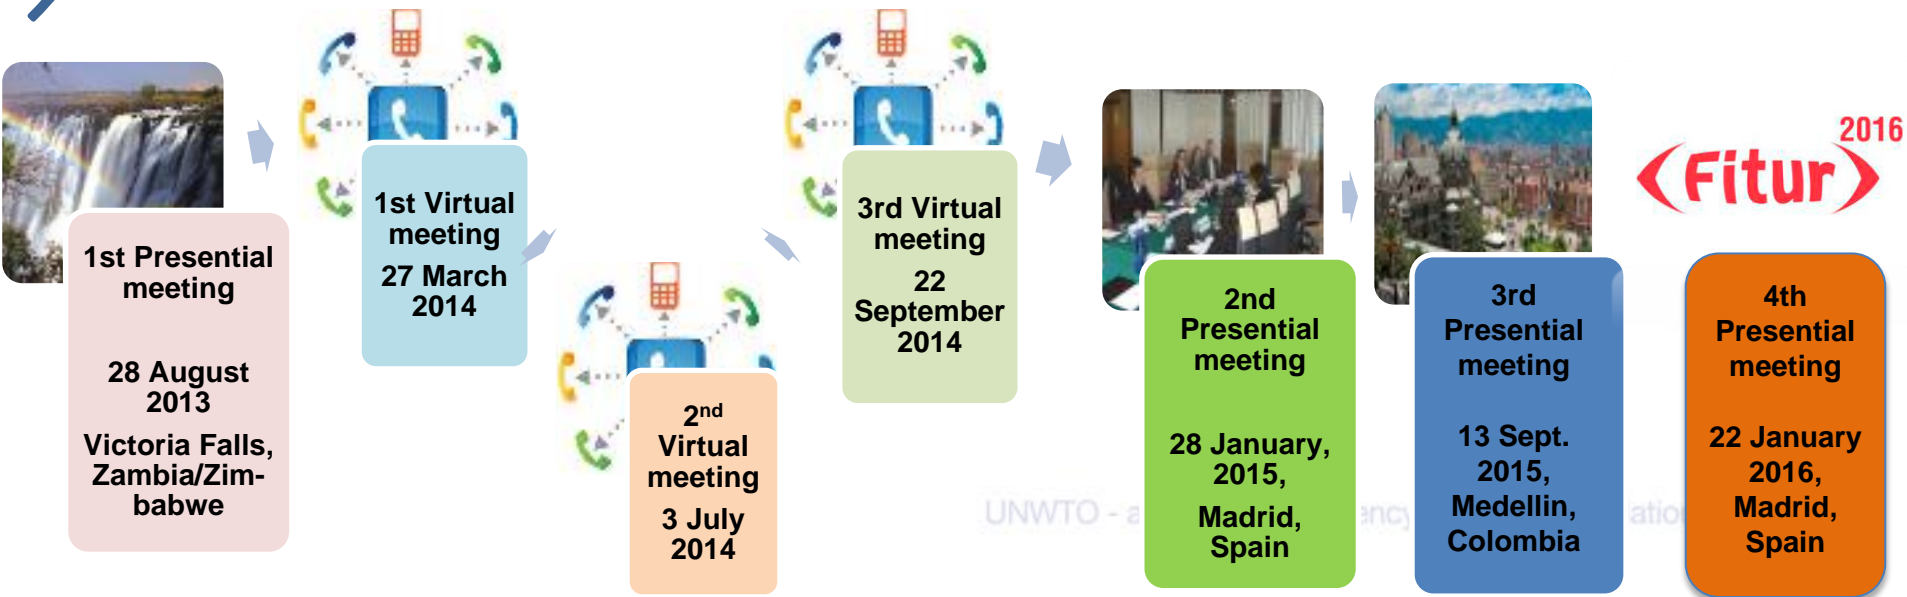 1st Presential
meeting
28 August
2013
Victoria Falls,
Zambia/Zim-
babwe
1st Virtual
meeting
27 March
2014
2nd
Virtual
meeting
3 July
2014
3rd Virtual
meeting
22
September
2014
2nd
Presential
meeting
28 January,
2015,
Madrid,
Spain
3rd
Presential
meeting
13 Sept.
2015,
Medellin,
Colombia
2016
Fitur
4th
Presential
meeting
22 January
2016,
Madrid,
Spain
UNWTO - a